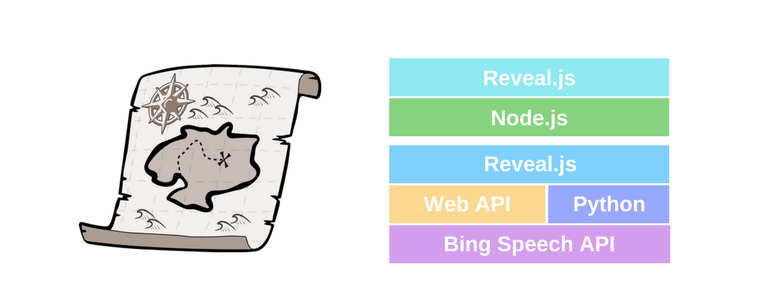 Reveal.js
Node.js
Reveal.js
Web API Python
Bing Speech API